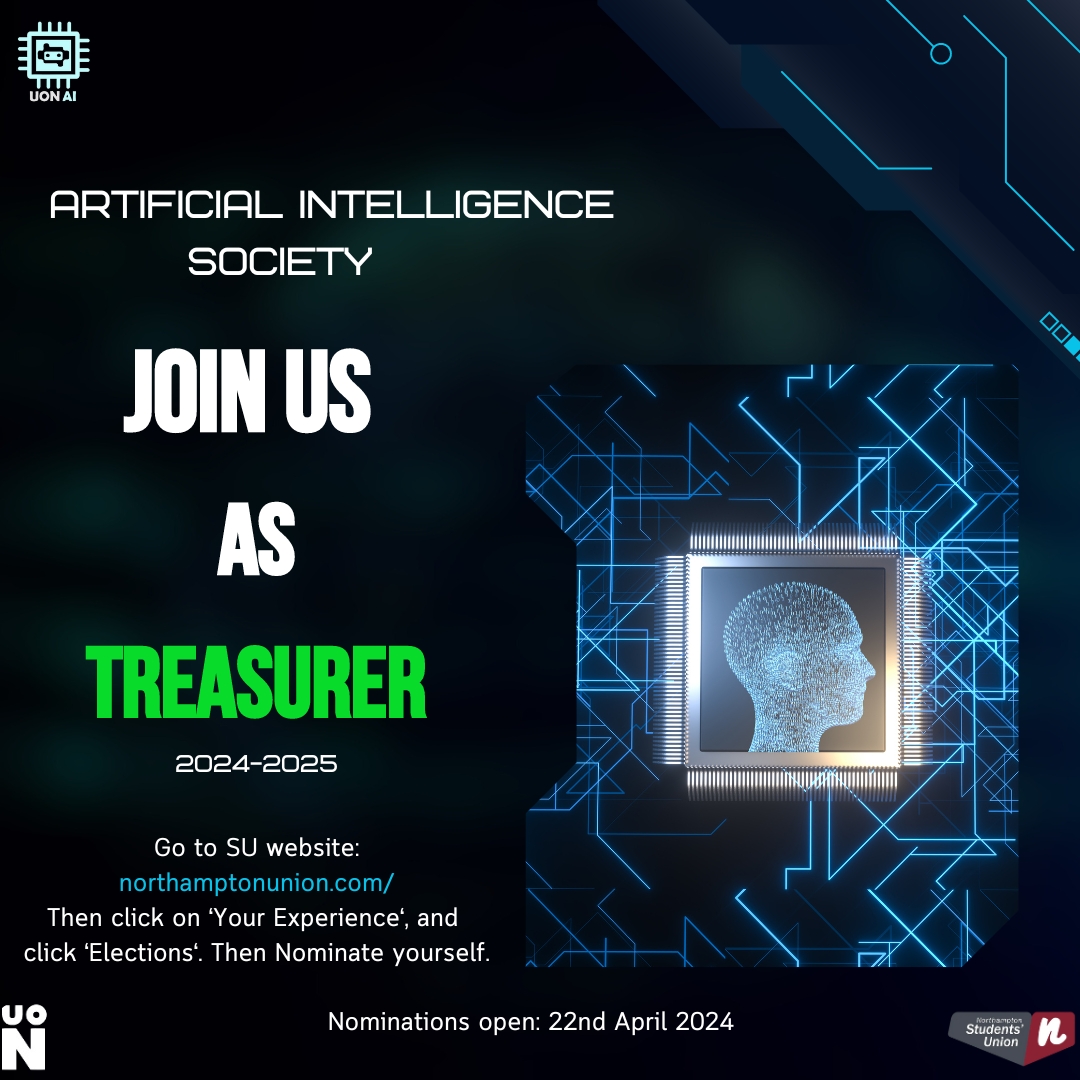 UON AI
ARTIFICIAL INTELLIGENCE
SOCIETY
JOIN US
AS
TREASURER
2024-2025
Go to SU website:
northamptonunion.com/
Then click on ‘Your Experience‘, and
click ‘Elections‘. Then Nominate yourself.
Nominations open: 22nd April 2024
UO
N
Northampton
Students'
Union
n